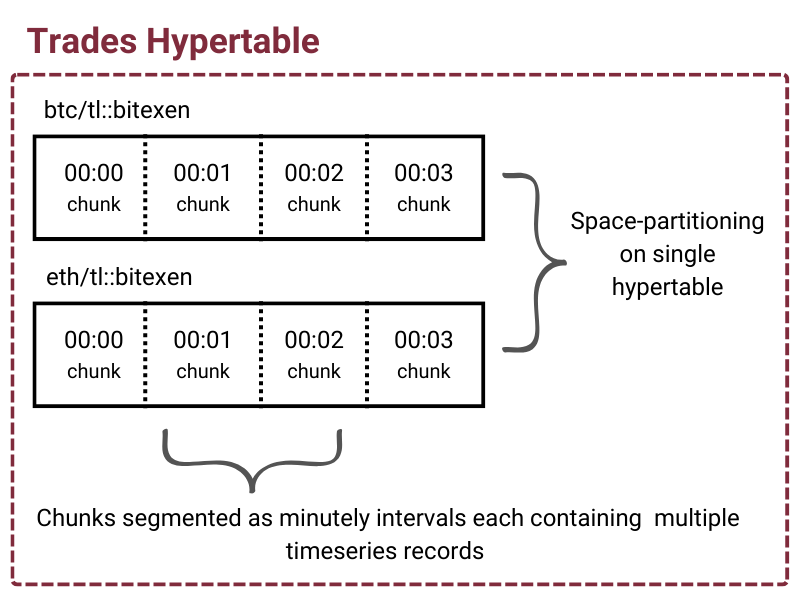 Trades Hypertable
btc/tl::bitexen
00:00 00:01 00:02 00:03
chunk chunk chunk chunk
Space-partitioning
on single
hypertable
eth/tl::bitexen
00:00 00:01 00:02 00:03
chunk chunk chunk chunk
Chunks segmented as minutely intervals each containing multiple
timeseries records